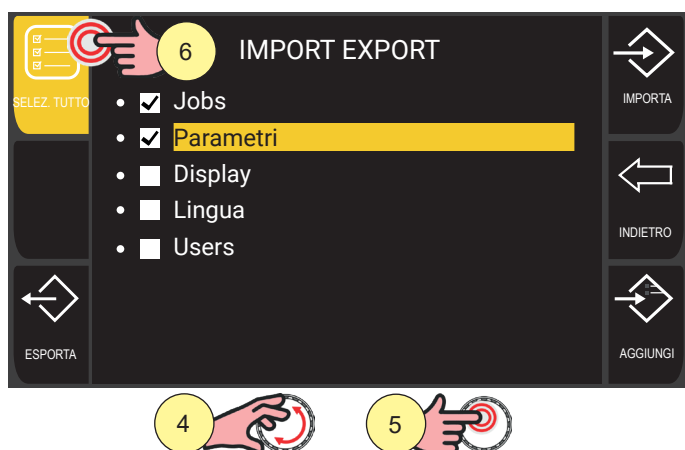 6
IMPORT EXPORT
SELEZ. TUTTO
IMPORTA
Jobs
Parametri
Display
Lingua
INDIETRO
Users
ESPORTA
AGGIUNGI
4
5